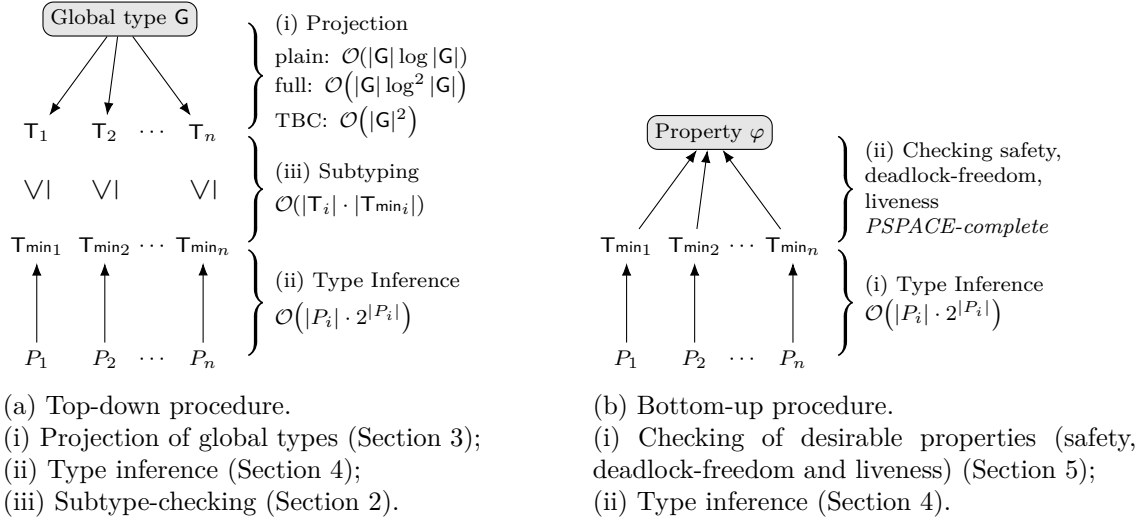 Global type G
(i) Projection
plain: O(|G| log |G|)
full: O(|G| log² |G|)
TBC: O(|G|²)
T₁ T₂ ⋯ Tₙ
(iii) Subtyping
O(|Tᵢ| · |Tminᵢ|)
∨| ∨| ∨|
Tmin₁ Tmin₂ ⋯ Tminₙ
(ii) Type Inference
O(|Pᵢ| · 2^|Pᵢ|)
P₁ P₂ ⋯ Pₙ
(a) Top-down procedure.
(i) Projection of global types (Section 3);
(ii) Type inference (Section 4);
(iii) Subtype-checking (Section 2).
Property φ
(ii) Checking safety,
deadlock-freedom,
liveness
PSPACE-complete
Tmin₁ Tmin₂ ⋯ Tminₙ
(i) Type Inference
O(|Pᵢ| · 2^|Pᵢ|)
P₁ P₂ ⋯ Pₙ
(b) Bottom-up procedure.
(i) Checking of desirable properties (safety,
deadlock-freedom and liveness) (Section 5);
(ii) Type inference (Section 4).